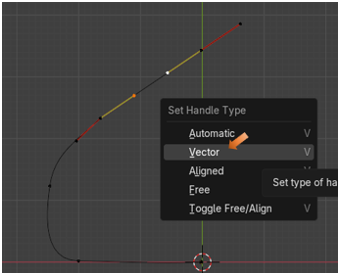 Set Handle Type
Automatic V
Vector V
Aligned
Set type of ha
Free
Toggle Free/Align V